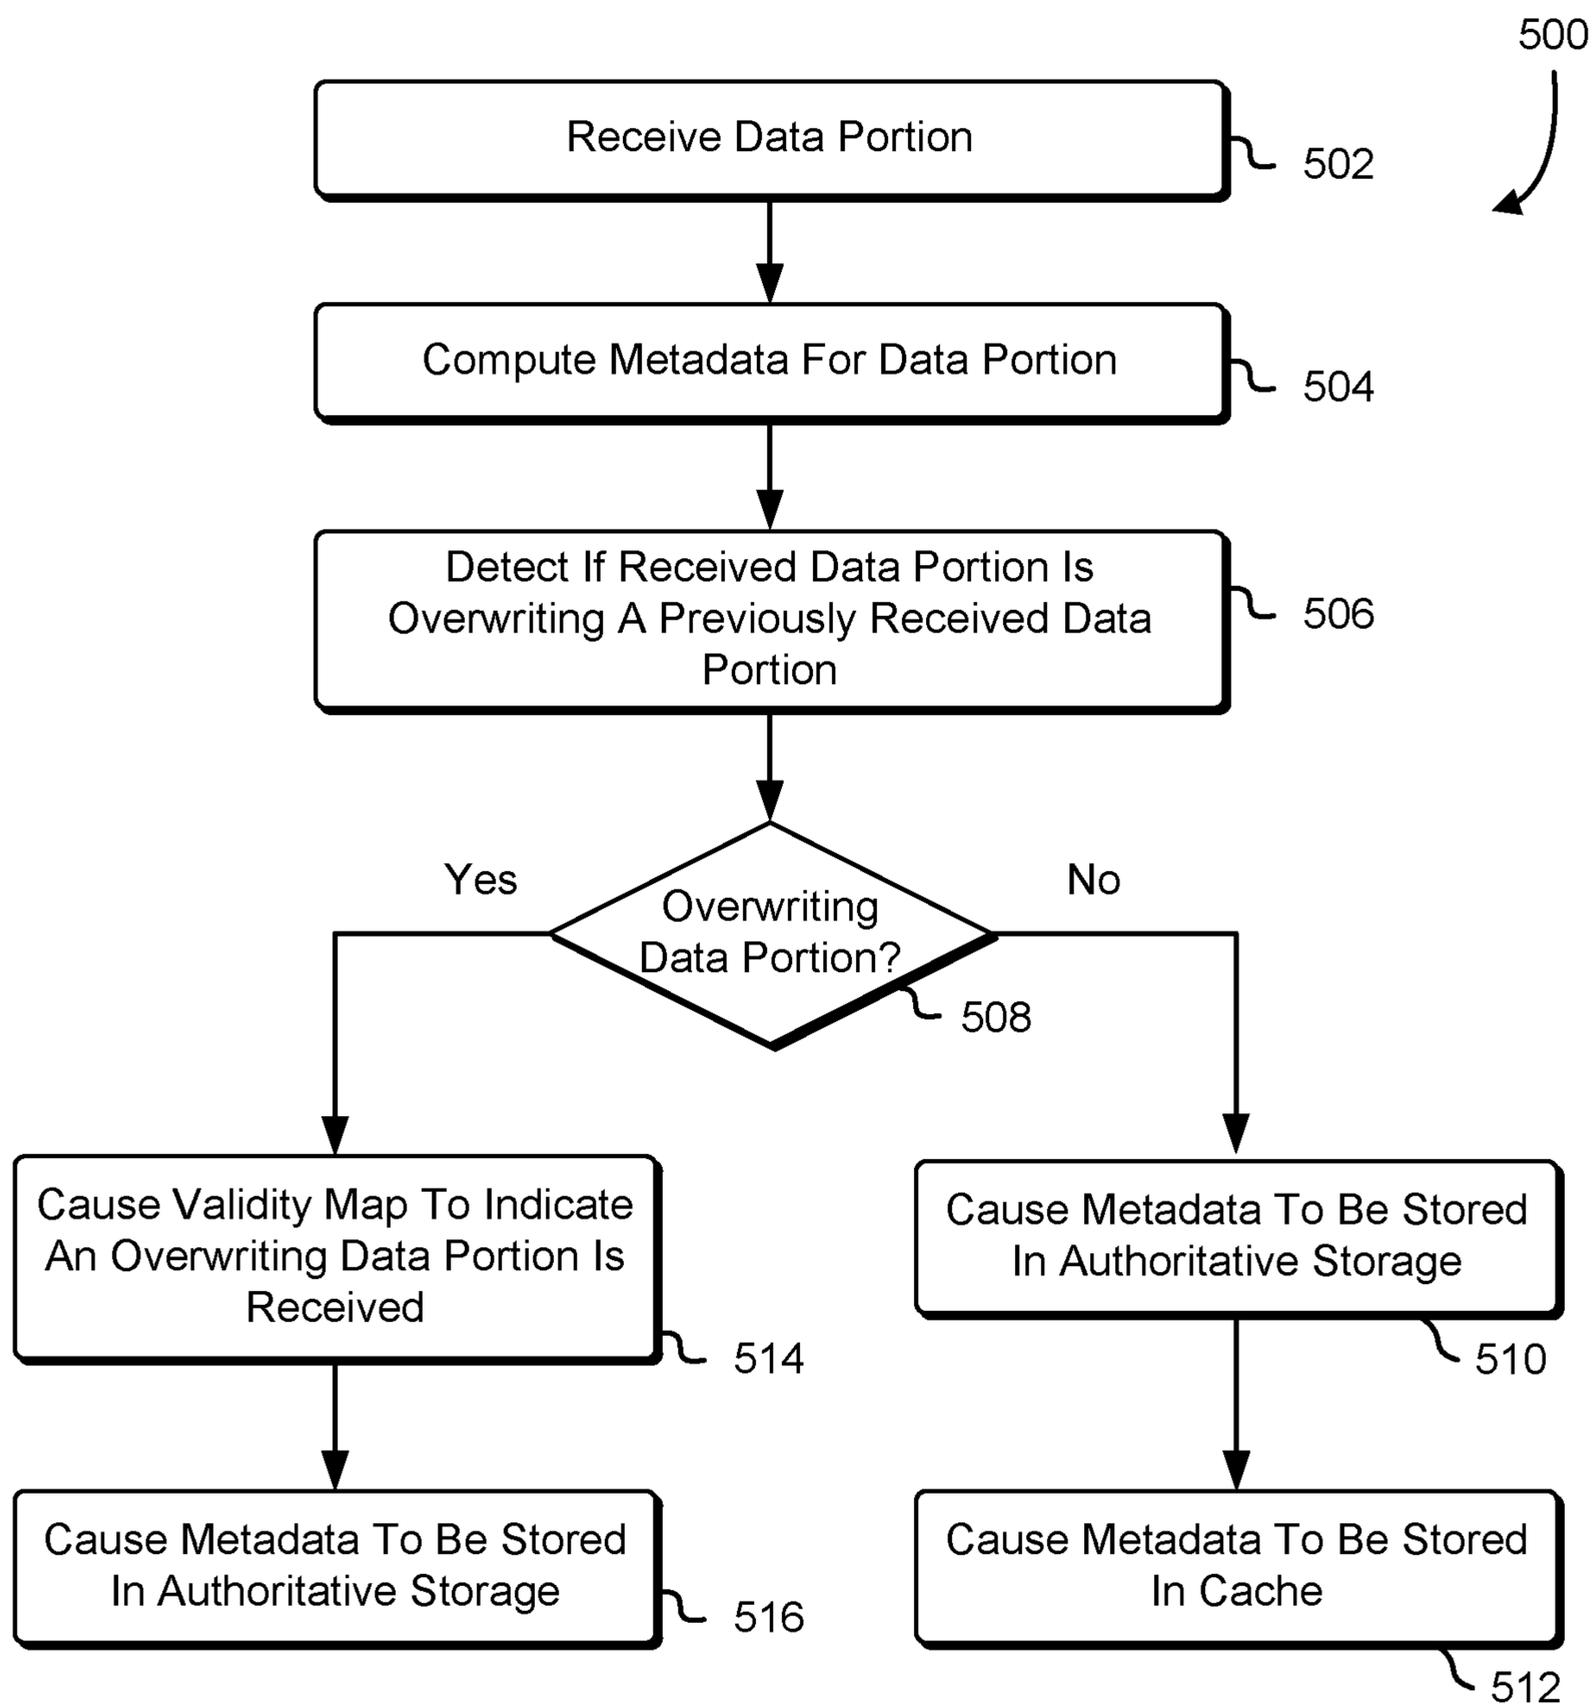 500
Receive Data Portion
502
Compute Metadata For Data Portion
504
Detect If Received Data Portion Is
Overwriting A Previously Received Data
Portion
506
Yes
No
Overwriting
Data Portion?
508
Cause Validity Map To Indicate
An Overwriting Data Portion Is
Received
514
Cause Metadata To Be Stored
In Authoritative Storage
510
Cause Metadata To Be Stored
In Authoritative Storage
516
Cause Metadata To Be Stored
In Cache
512